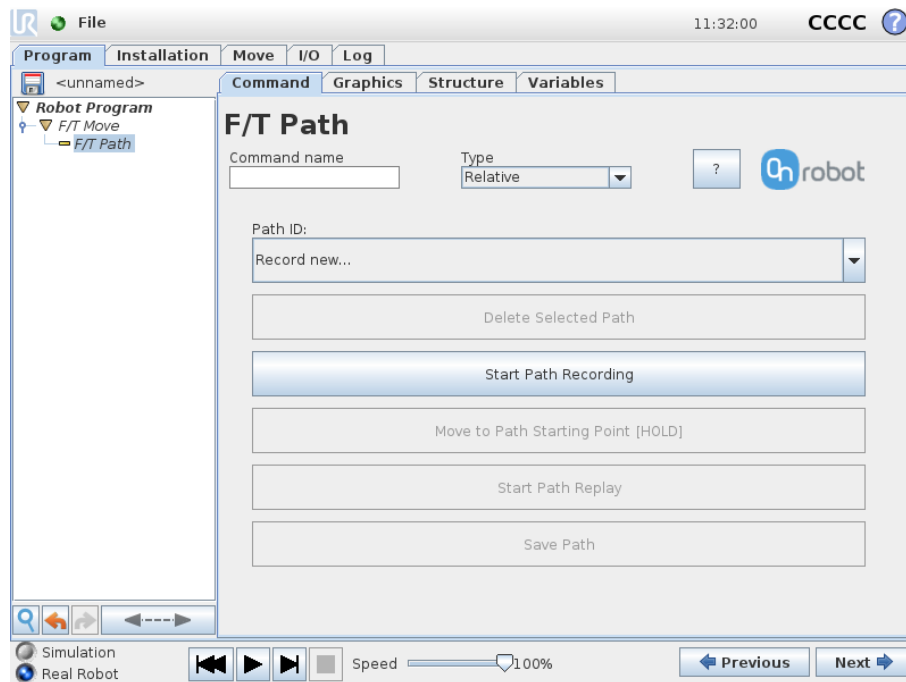 UR File 11:32:00 CCCC ?
Program Installation Move I/O Log
<unnamed> Command Graphics Structure Variables
Robot Program
F/T Move
F/T Path
F/T Path
Command name Type
Relative ? On robot
Path ID:
Record new...
Delete Selected Path
Start Path Recording
Move to Path Starting Point [HOLD]
Start Path Replay
Save Path
Simulation
Real Robot
Speed 100% Previous Next